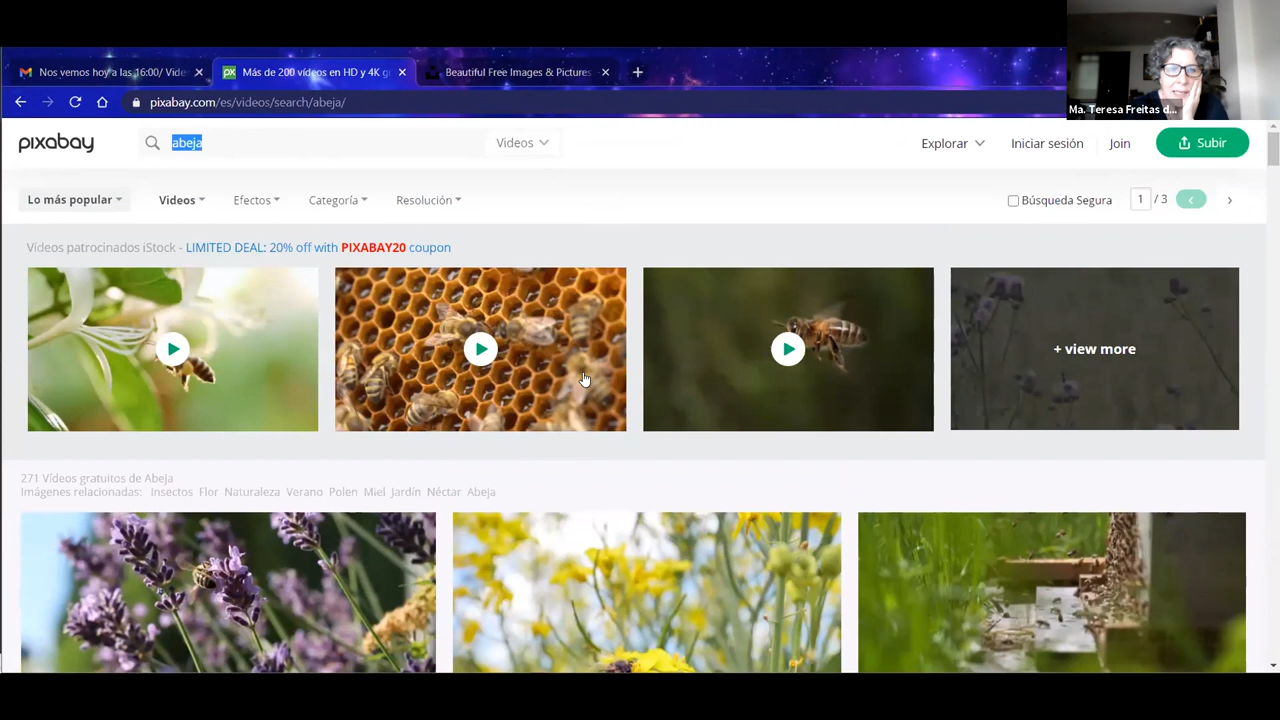 Nos vemos hoy a las 16:00/ Vide
Más de 200 vídeos en HD y 4K g
Beautiful Free Images & Pictures
pixabay.com/es/videos/search/abeja/
Ma. Teresa Freitas d...
pixabay
abeja
Videos
Explorar
Iniciar sesión
Join
Subir
Lo más popular
Videos
Efectos
Categoría
Resolución
Búsqueda Segura
1 / 3
Vídeos patrocinados iStock - LIMITED DEAL: 20% off with PIXABAY20 coupon
+ view more
271 Vídeos gratuitos de Abeja
Imágenes relacionadas: Insectos Flor Naturaleza Verano Polen Miel Jardín Néctar Abeja